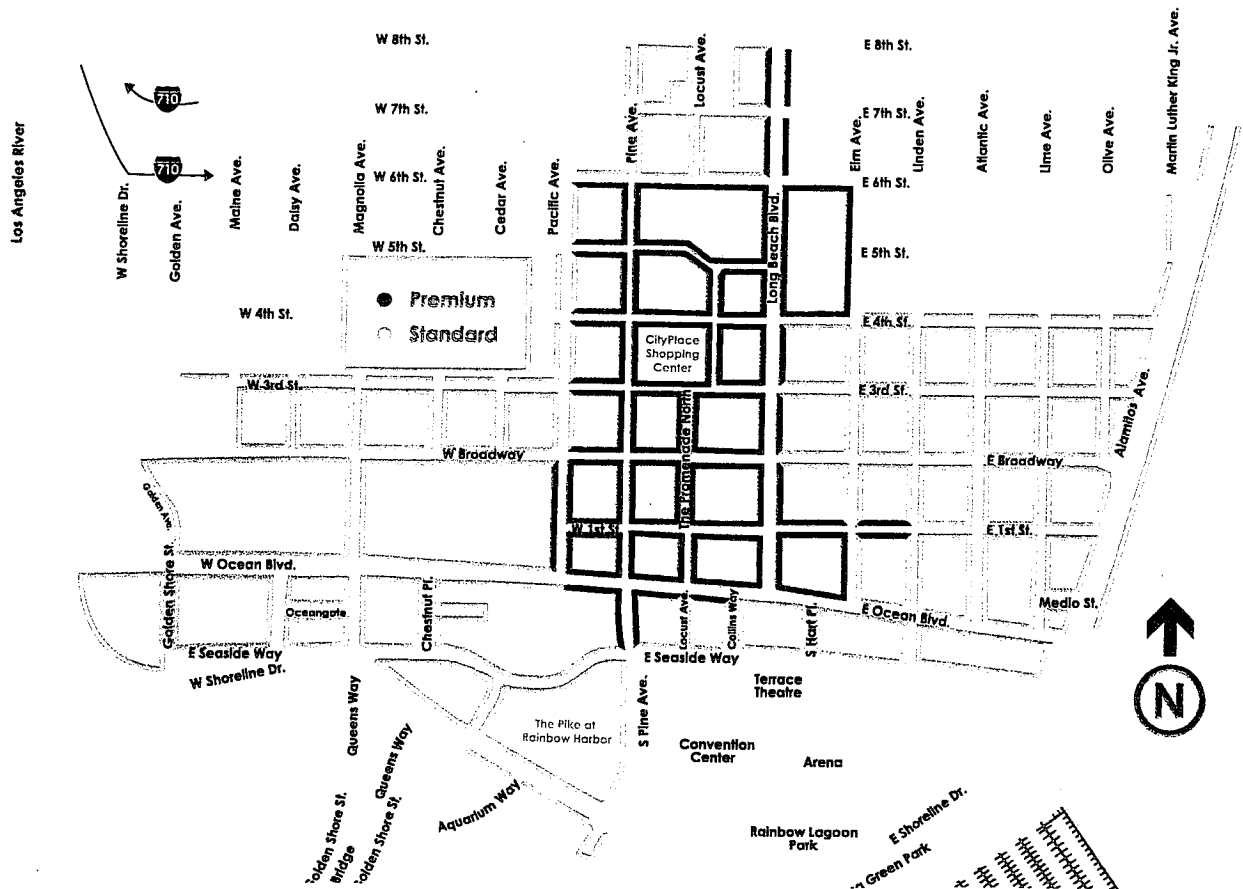 W 8th St.
E 8th St.
Locust Ave.
Martin Luther King Jr. Ave.
710
W 7th St.
E 7th St.
Pine Ave.
Elm Ave.
Linden Ave.
Atlantic Ave.
Lime Ave.
Olive Ave.
Los Angeles River
710
W Shoreline Dr.
Golden Ave.
Maine Ave.
Daisy Ave.
Magnolia Ave.
W 6th St.
Chestnut Ave.
Cedar Ave.
Pacific Ave.
E 6th St.
Long Beach Blvd.
W 5th St.
E 5th St.
Premium
Standard
W 4th St.
E 4th St.
CityPlace
Shopping
Center
W 3rd St.
E 3rd St.
Alamitos Ave.
The Promenade North
W Broadway
E Broadway
Golden Ave.
W 1st St
E 1st St.
W Ocean Blvd.
Golden Shore St.
Oceangate
Chestnut Pl.
Locust Ave.
Collins Way
S Hart Pl.
E Ocean Blvd.
Medio St.
E Seaside Way
W Shoreline Dr.
E Seaside Way
Terrace
Theatre
Queens Way
Queens Way
The Pike at
Rainbow Harbor
S Pine Ave.
Convention
Center
Arena
N
Aquarium Way
Golden Shore St.
Bridge
Golden Shore St.
Rainbow Lagoon
Park
E Shoreline Dr.
Green Park